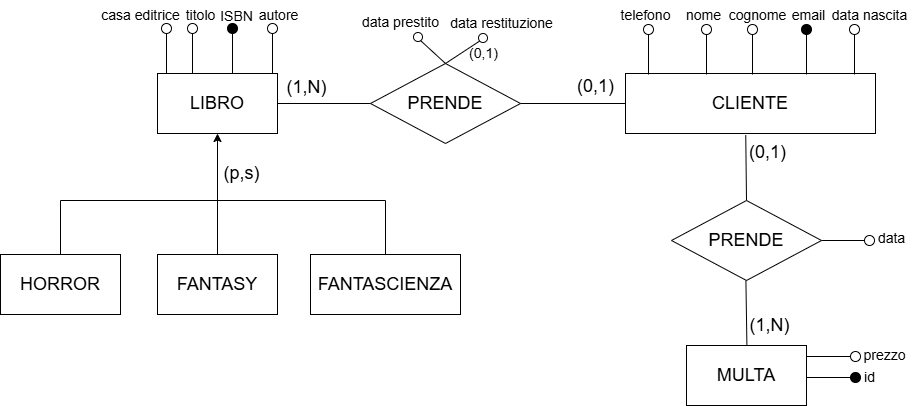 casa editrice titolo ISBN autore
data prestito data restituzione
(0,1)
telefono nome cognome email data nascita
LIBRO (1,N) PRENDE (0,1) CLIENTE
(p,s)
(0,1)
HORROR FANTASY FANTASCIENZA
PRENDE data
(1,N)
MULTA
prezzo
id